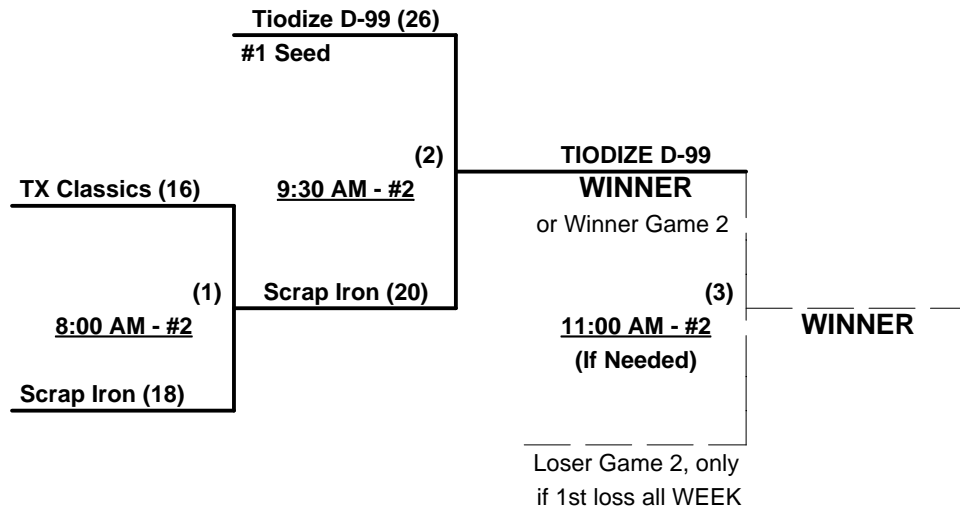 Tiodize D-99 (26)
#1 Seed
(2)
9:30 AM - #2
TIODIZE D-99
WINNER
or Winner Game 2
TX Classics (16)
(1)
8:00 AM - #2
Scrap Iron (20)
(3)
11:00 AM - #2
(If Needed)
WINNER
Scrap Iron (18)
Loser Game 2, only
if 1st loss all WEEK